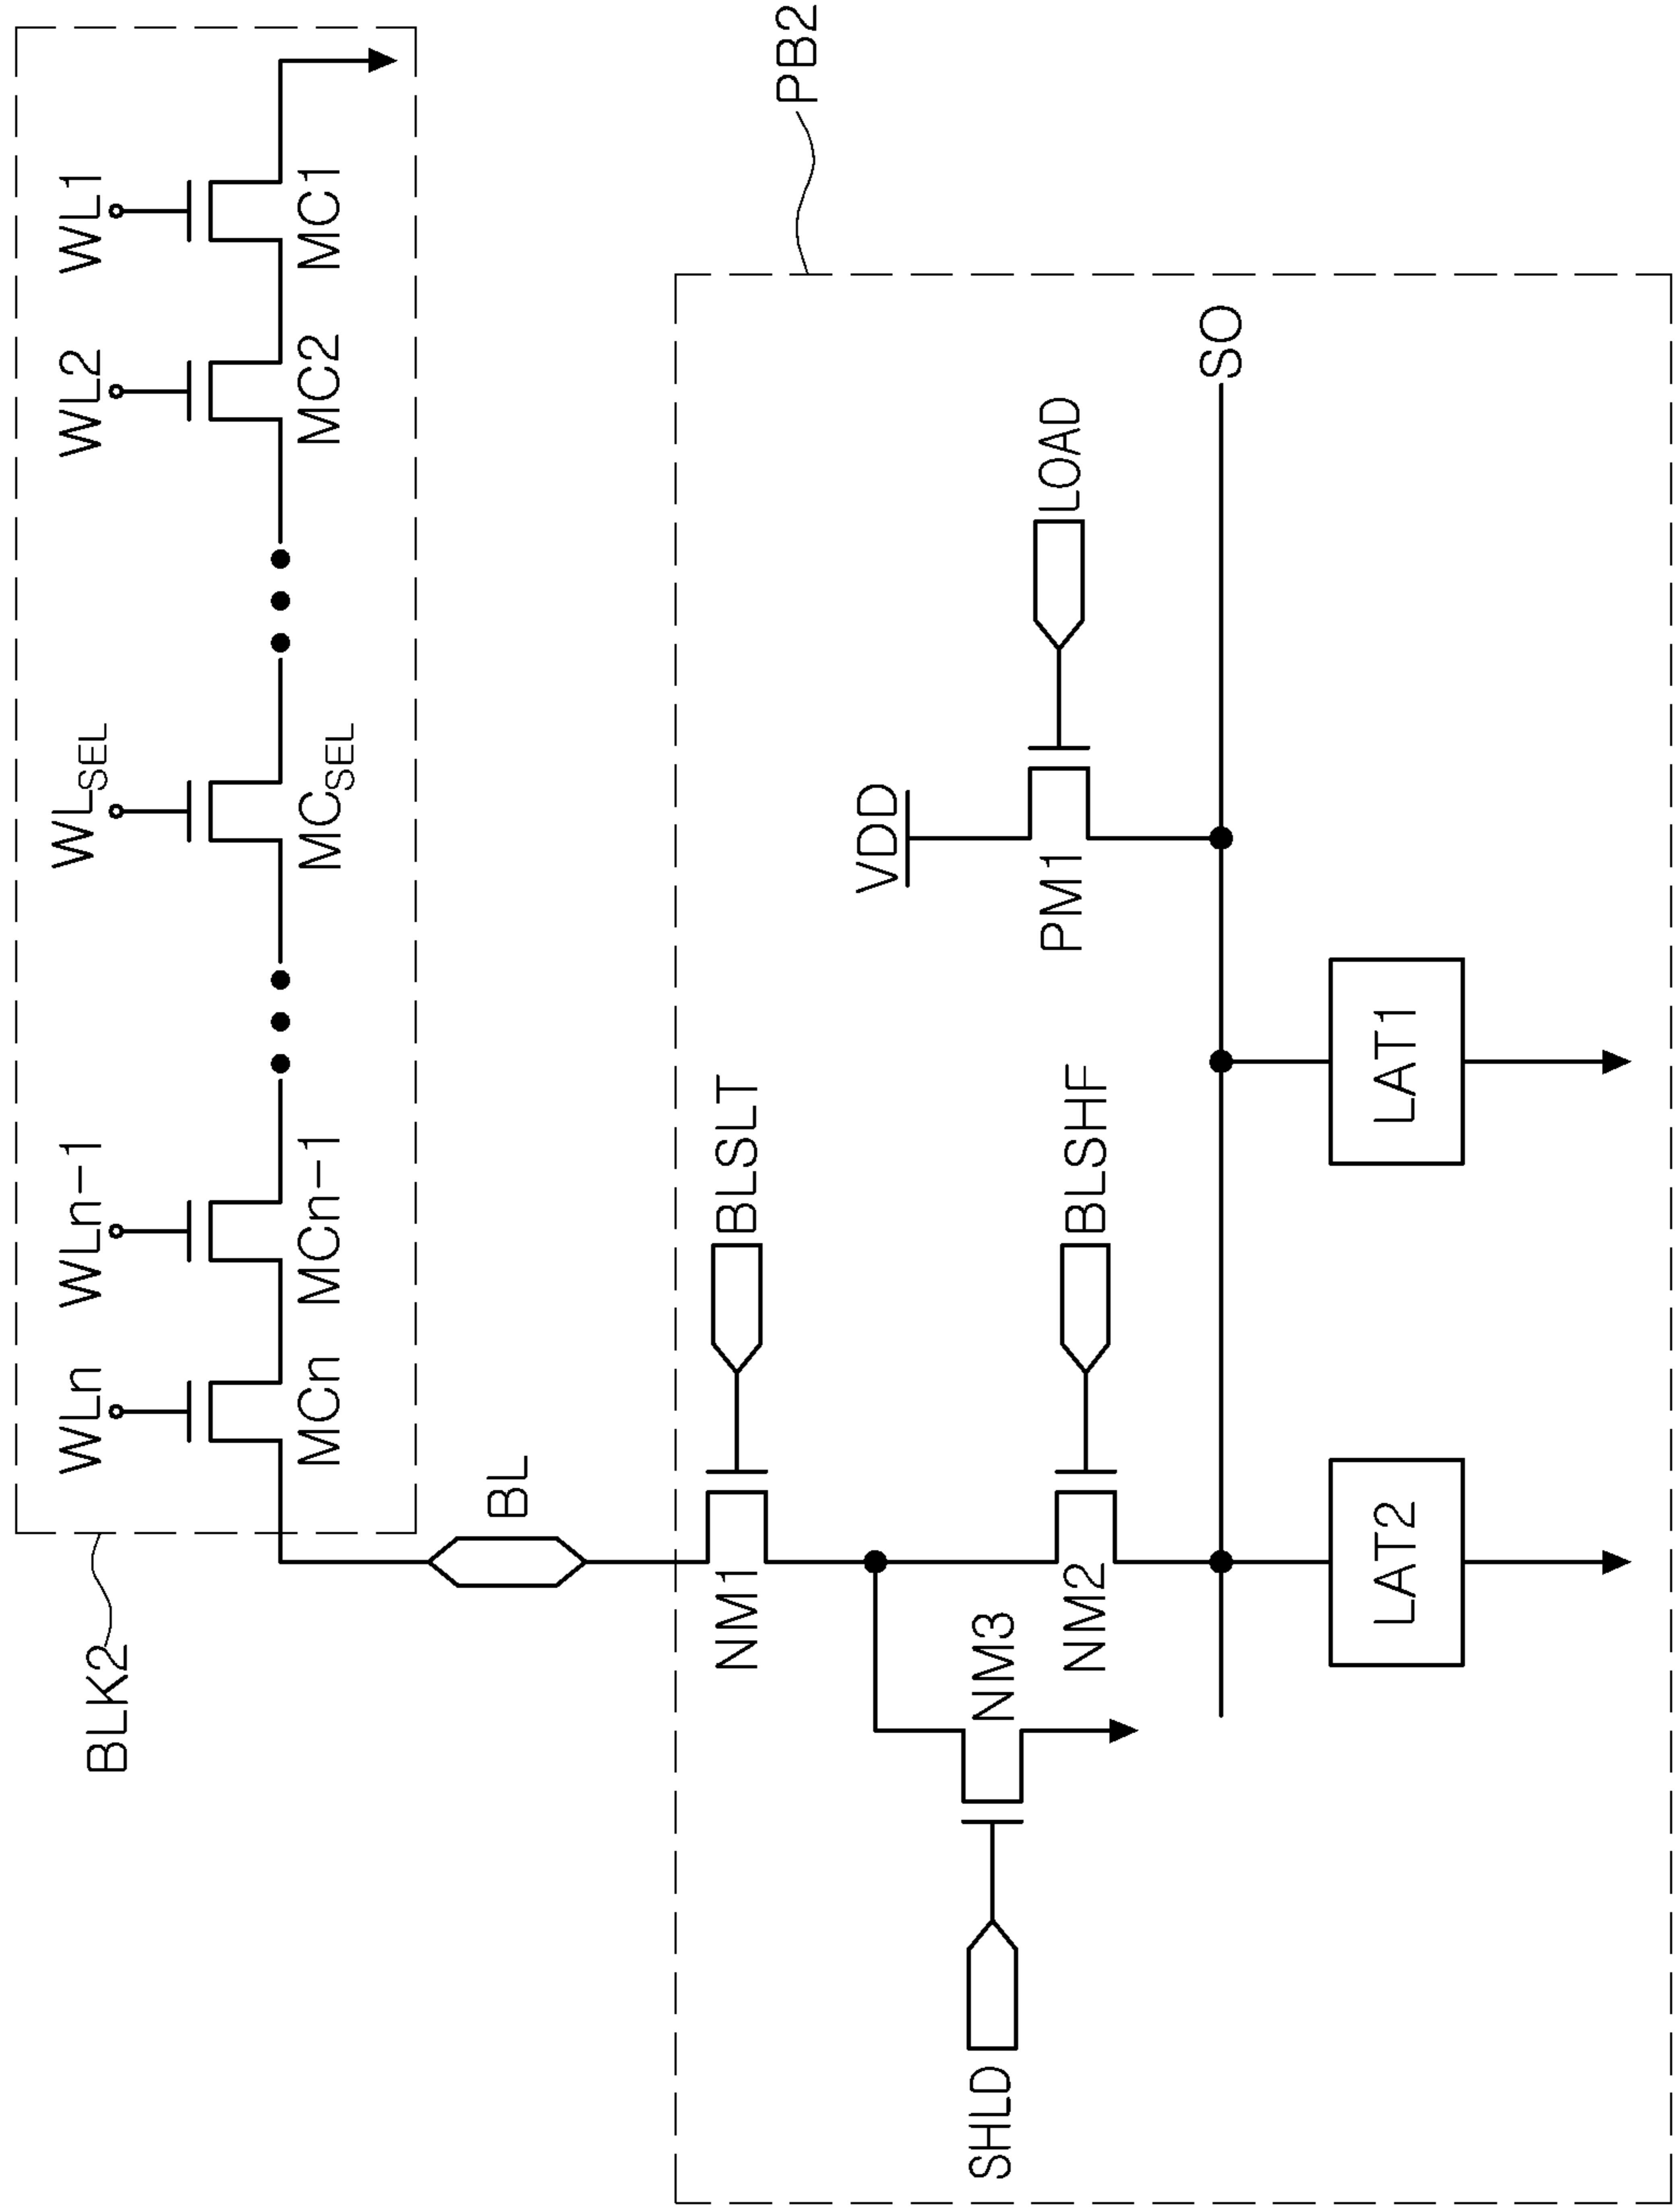 BLK2
WLn
WLn-1
WLSEL
WL2
WL1
MCn
MCn-1
MCSEL
MC2
MC1
BL
PB2
NM1
BLSLT
VDD
SHLD
NM3
NM2
BLSHF
PM1
LOAD
SO
LAT2
LAT1